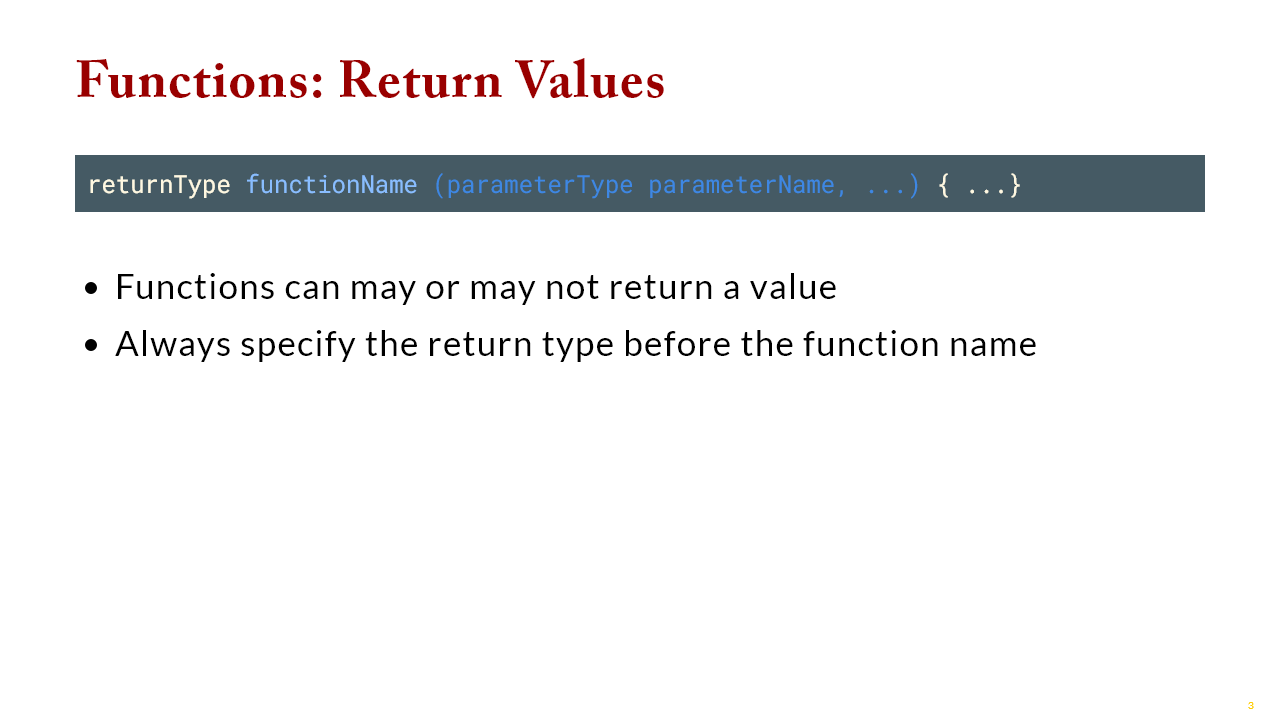 Functions: Return Values
returnType functionName (parameterType parameterName, ...) { ...}
• Functions can may or may not return a value
• Always specify the return type before the function name
3